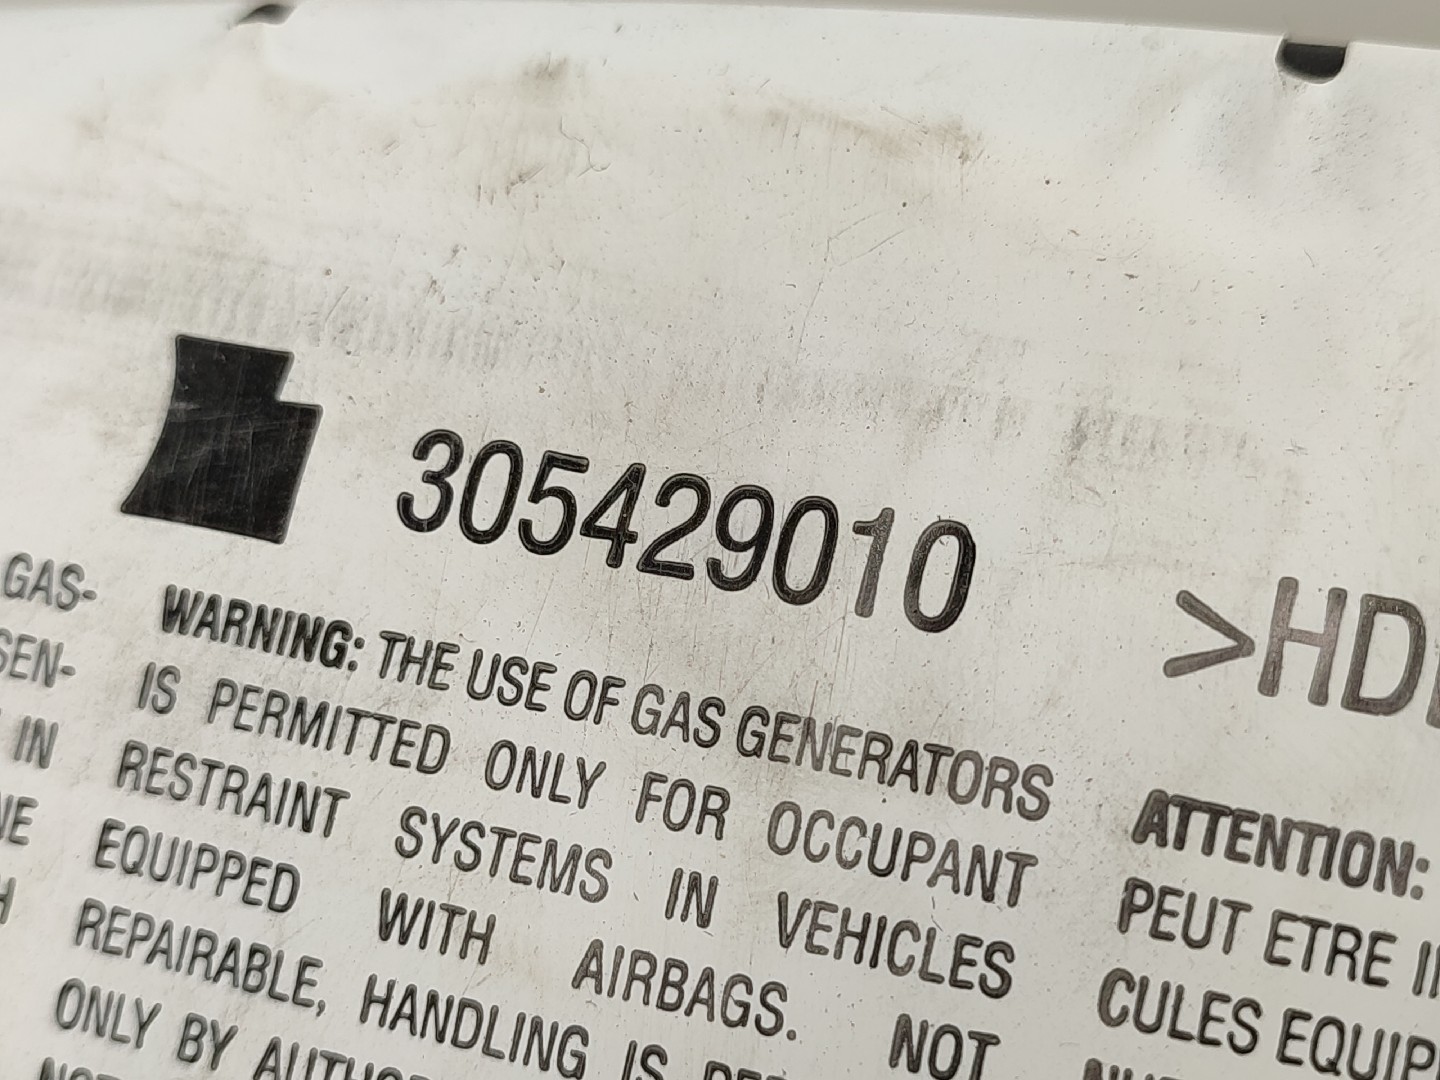 305429010
>HD
GAS-
SEN-
IN
WARNING: THE USE OF GAS GENERATORS
IS PERMITTED ONLY FOR OCCUPANT
RESTRAINT SYSTEMS IN VEHICLES
EQUIPPED WITH AIRBAGS. NOT
REPAIRABLE, HANDLING IS
ONLY BY
ATTENTION:
PEUT ETRE
CULES EQUIP